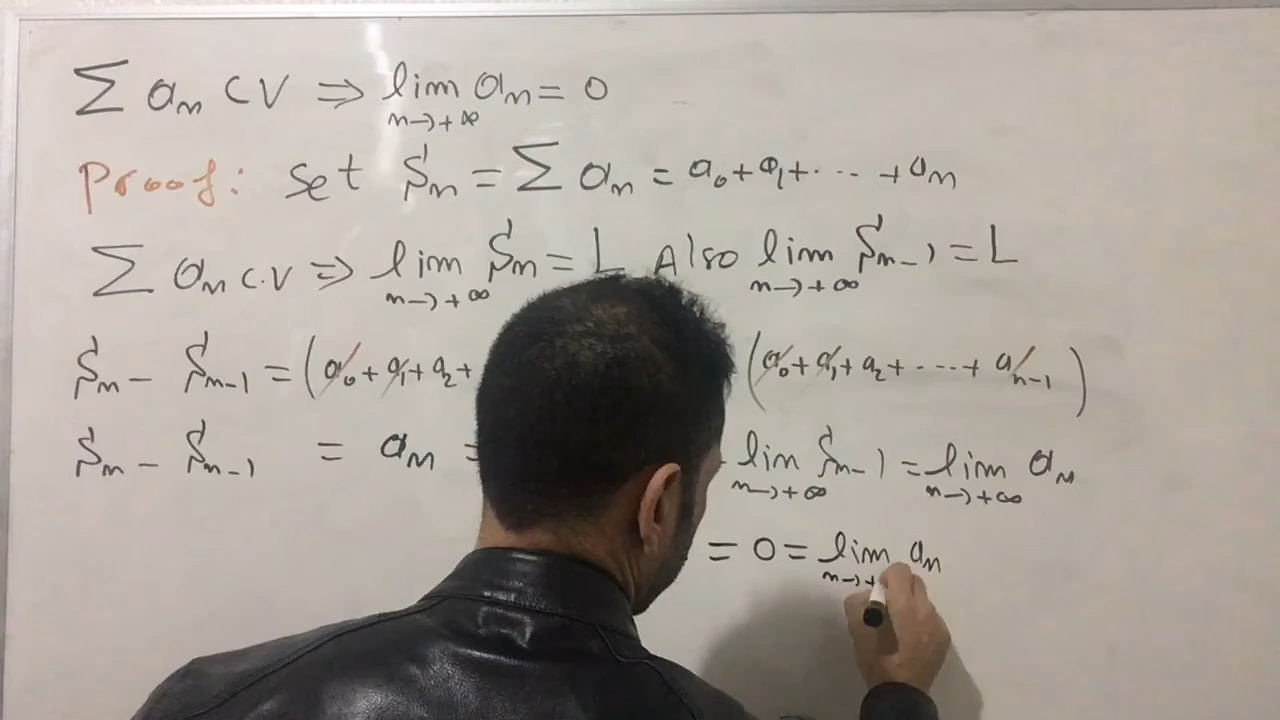 ∑ aₙ CV ⇒ lim aₙ = 0
n→+∞
Proof: set Sₙ = ∑ aₙ = a₀ + a₁ + ⋯ + aₙ
∑ aₙ C.V ⇒ lim Sₙ = L Also lim Sₙ₋₁ = L
n→+∞ n→+∞
Sₙ − Sₙ₋₁ = (a₀ + a₁ + a₂ + (a₀ + a₁ + a₂ + ⋯ + aₙ₋₁)
Sₙ − Sₙ₋₁ = aₙ lim Sₙ₋₁ = lim aₙ
n→+∞ n→+∞
= 0 = lim aₙ
n→+